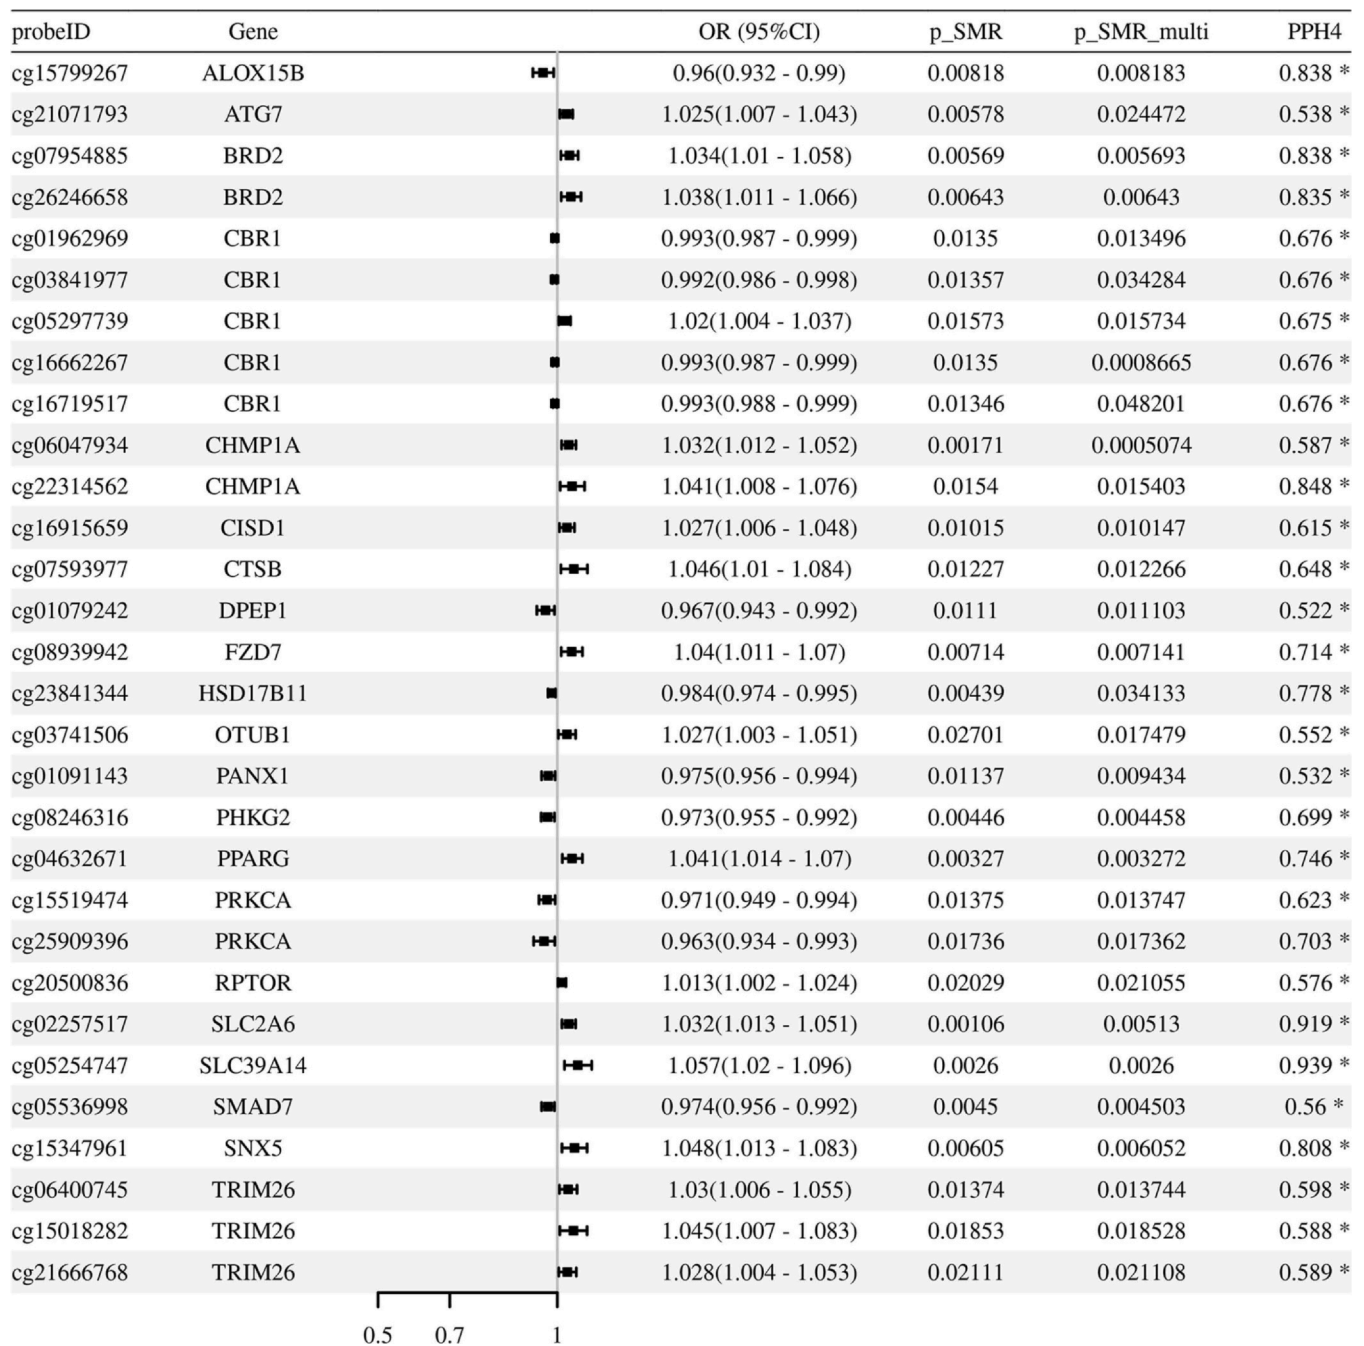 probeID Gene OR (95%CI) p_SMR p_SMR_multi PPH4
cg15799267 ALOX15B 0.96(0.932 - 0.99) 0.00818 0.008183 0.838 *
cg21071793 ATG7 1.025(1.007 - 1.043) 0.00578 0.024472 0.538 *
cg07954885 BRD2 1.034(1.01 - 1.058) 0.00569 0.005693 0.838 *
cg26246658 BRD2 1.038(1.011 - 1.066) 0.00643 0.00643 0.835 *
cg01962969 CBR1 0.993(0.987 - 0.999) 0.0135 0.013496 0.676 *
cg03841977 CBR1 0.992(0.986 - 0.998) 0.01357 0.034284 0.676 *
cg05297739 CBR1 1.02(1.004 - 1.037) 0.01573 0.015734 0.675 *
cg16662267 CBR1 0.993(0.987 - 0.999) 0.0135 0.0008665 0.676 *
cg16719517 CBR1 0.993(0.988 - 0.999) 0.01346 0.048201 0.676 *
cg06047934 CHMP1A 1.032(1.012 - 1.052) 0.00171 0.0005074 0.587 *
cg22314562 CHMP1A 1.041(1.008 - 1.076) 0.0154 0.015403 0.848 *
cg16915659 CISD1 1.027(1.006 - 1.048) 0.01015 0.010147 0.615 *
cg07593977 CTSB 1.046(1.01 - 1.084) 0.01227 0.012266 0.648 *
cg01079242 DPEP1 0.967(0.943 - 0.992) 0.0111 0.011103 0.522 *
cg08939942 FZD7 1.04(1.011 - 1.07) 0.00714 0.007141 0.714 *
cg23841344 HSD17B11 0.984(0.974 - 0.995) 0.00439 0.034133 0.778 *
cg03741506 OTUB1 1.027(1.003 - 1.051) 0.02701 0.017479 0.552 *
cg01091143 PANX1 0.975(0.956 - 0.994) 0.01137 0.009434 0.532 *
cg08246316 PHKG2 0.973(0.955 - 0.992) 0.00446 0.004458 0.699 *
cg04632671 PPARG 1.041(1.014 - 1.07) 0.00327 0.003272 0.746 *
cg15519474 PRKCA 0.971(0.949 - 0.994) 0.01375 0.013747 0.623 *
cg25909396 PRKCA 0.963(0.934 - 0.993) 0.01736 0.017362 0.703 *
cg20500836 RPTOR 1.013(1.002 - 1.024) 0.02029 0.021055 0.576 *
cg02257517 SLC2A6 1.032(1.013 - 1.051) 0.00106 0.00513 0.919 *
cg05254747 SLC39A14 1.057(1.02 - 1.096) 0.0026 0.0026 0.939 *
cg05536998 SMAD7 0.974(0.956 - 0.992) 0.0045 0.004503 0.56 *
cg15347961 SNX5 1.048(1.013 - 1.083) 0.00605 0.006052 0.808 *
cg06400745 TRIM26 1.03(1.006 - 1.055) 0.01374 0.013744 0.598 *
cg15018282 TRIM26 1.045(1.007 - 1.083) 0.01853 0.018528 0.588 *
cg21666768 TRIM26 1.028(1.004 - 1.053) 0.02111 0.021108 0.589 *
0.5 0.7 1